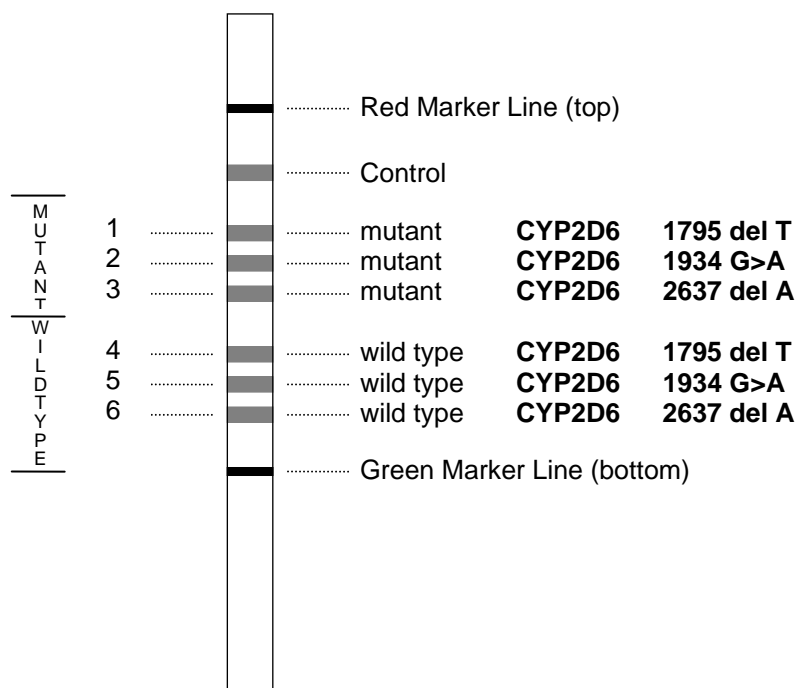 Red Marker Line (top)
Control
MUTANT
1 mutant CYP2D6 1795 del T
2 mutant CYP2D6 1934 G>A
3 mutant CYP2D6 2637 del A
WILDTYPE
4 wild type CYP2D6 1795 del T
5 wild type CYP2D6 1934 G>A
6 wild type CYP2D6 2637 del A
Green Marker Line (bottom)